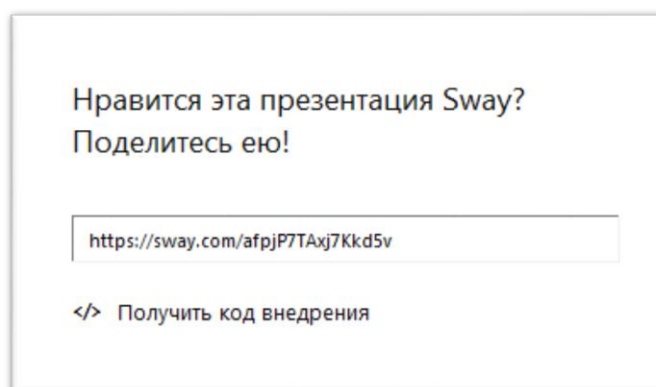 Нравится эта презентация Sway?
Поделитесь ею!
https://sway.com/afpjP7TAxj7Kkd5v
</> Получить код внедрения